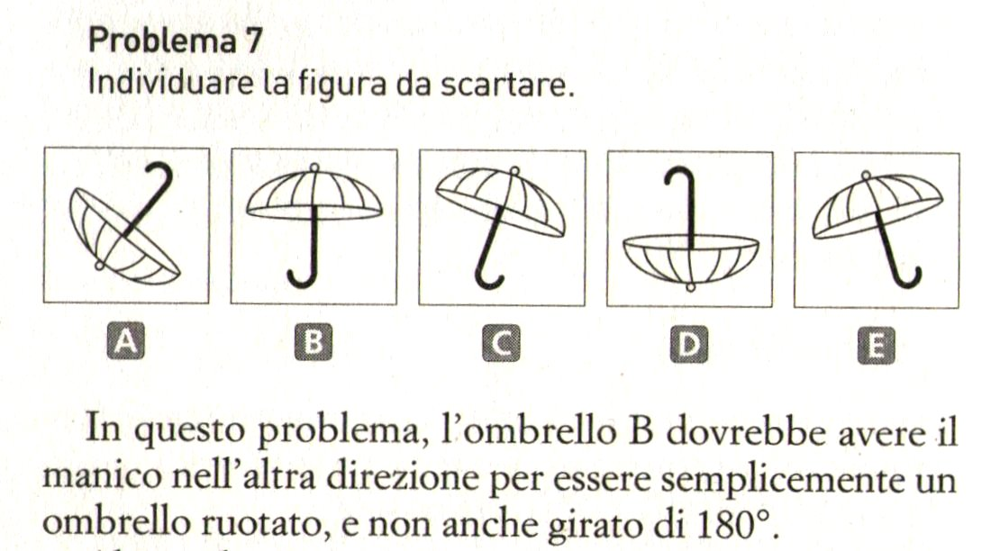 Problema 7
Individuare la figura da scartare.
A B C D E
In questo problema, l'ombrello B dovrebbe avere il
manico nell'altra direzione per essere semplicemente un
ombrello ruotato, e non anche girato di 180°.